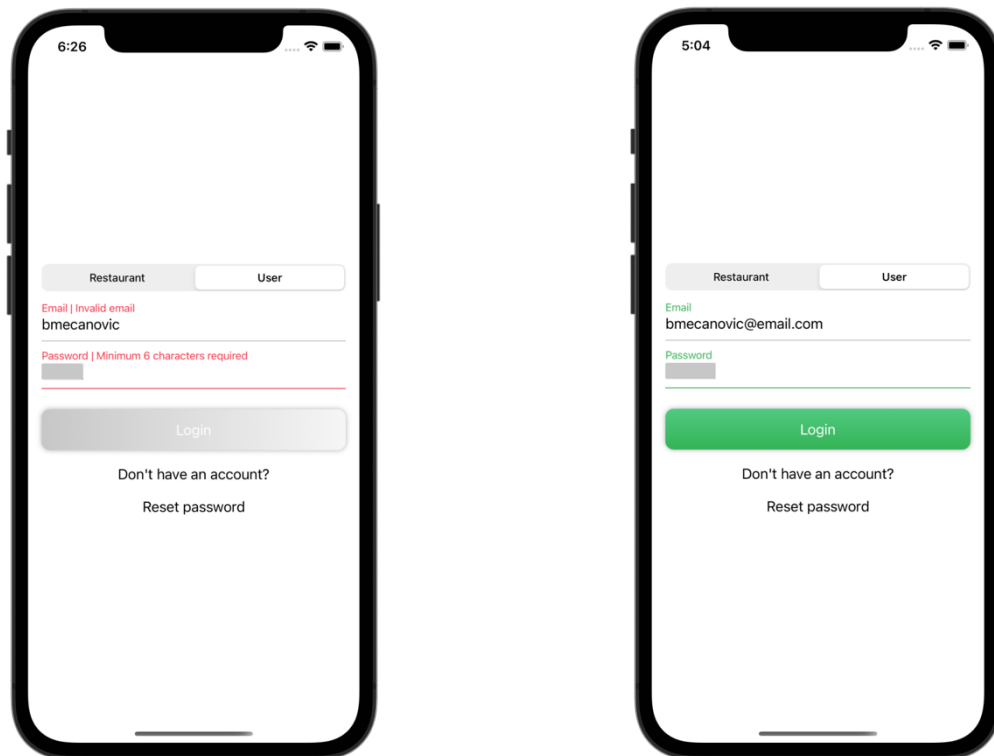 6:26
Restaurant User
Email | Invalid email
bmecanovic
Password | Minimum 6 characters required
Login
Don't have an account?
Reset password
5:04
Restaurant User
Email
bmecanovic@email.com
Password
Login
Don't have an account?
Reset password